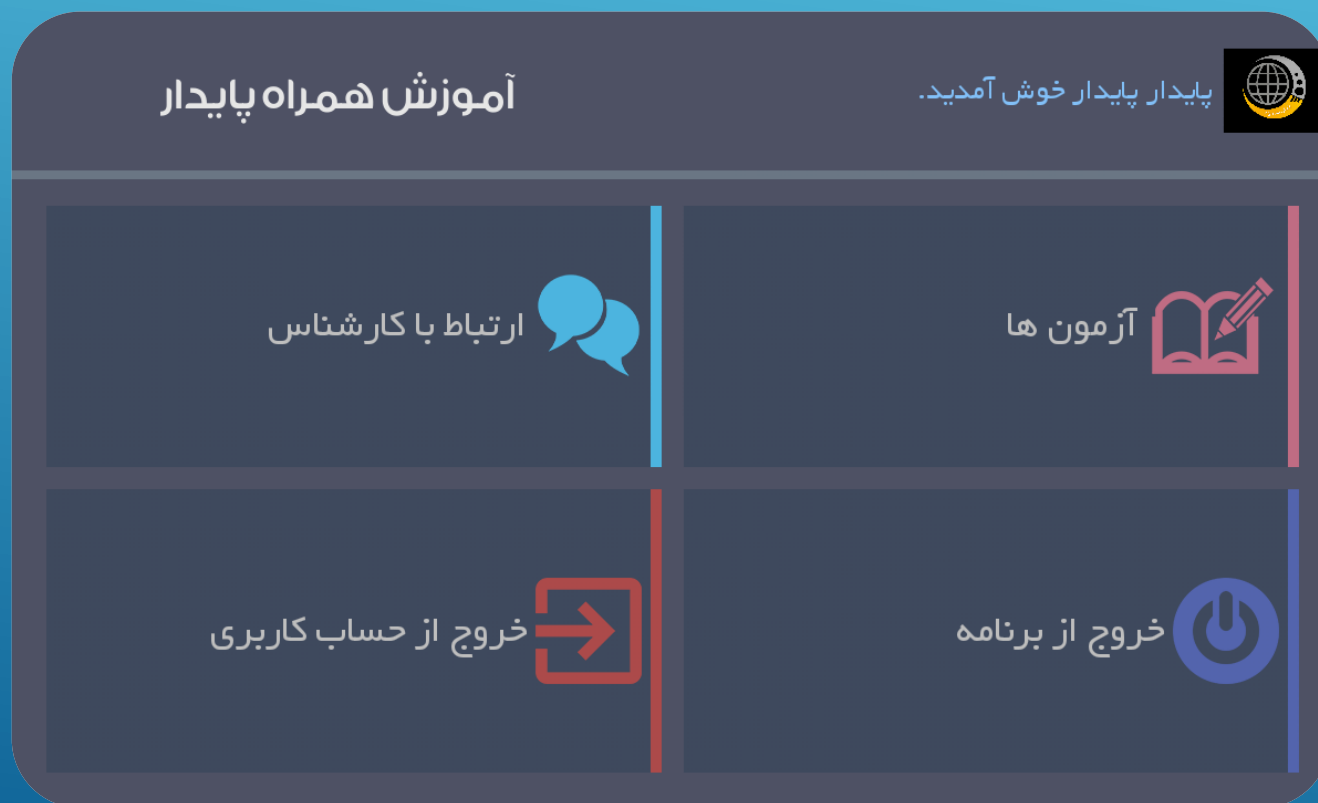 پایدار پایدار خوش آمدید.
آموزش همراه پایدار
آزمون ها
ارتباط با کارشناس
خروج از برنامه
خروج از حساب کاربری